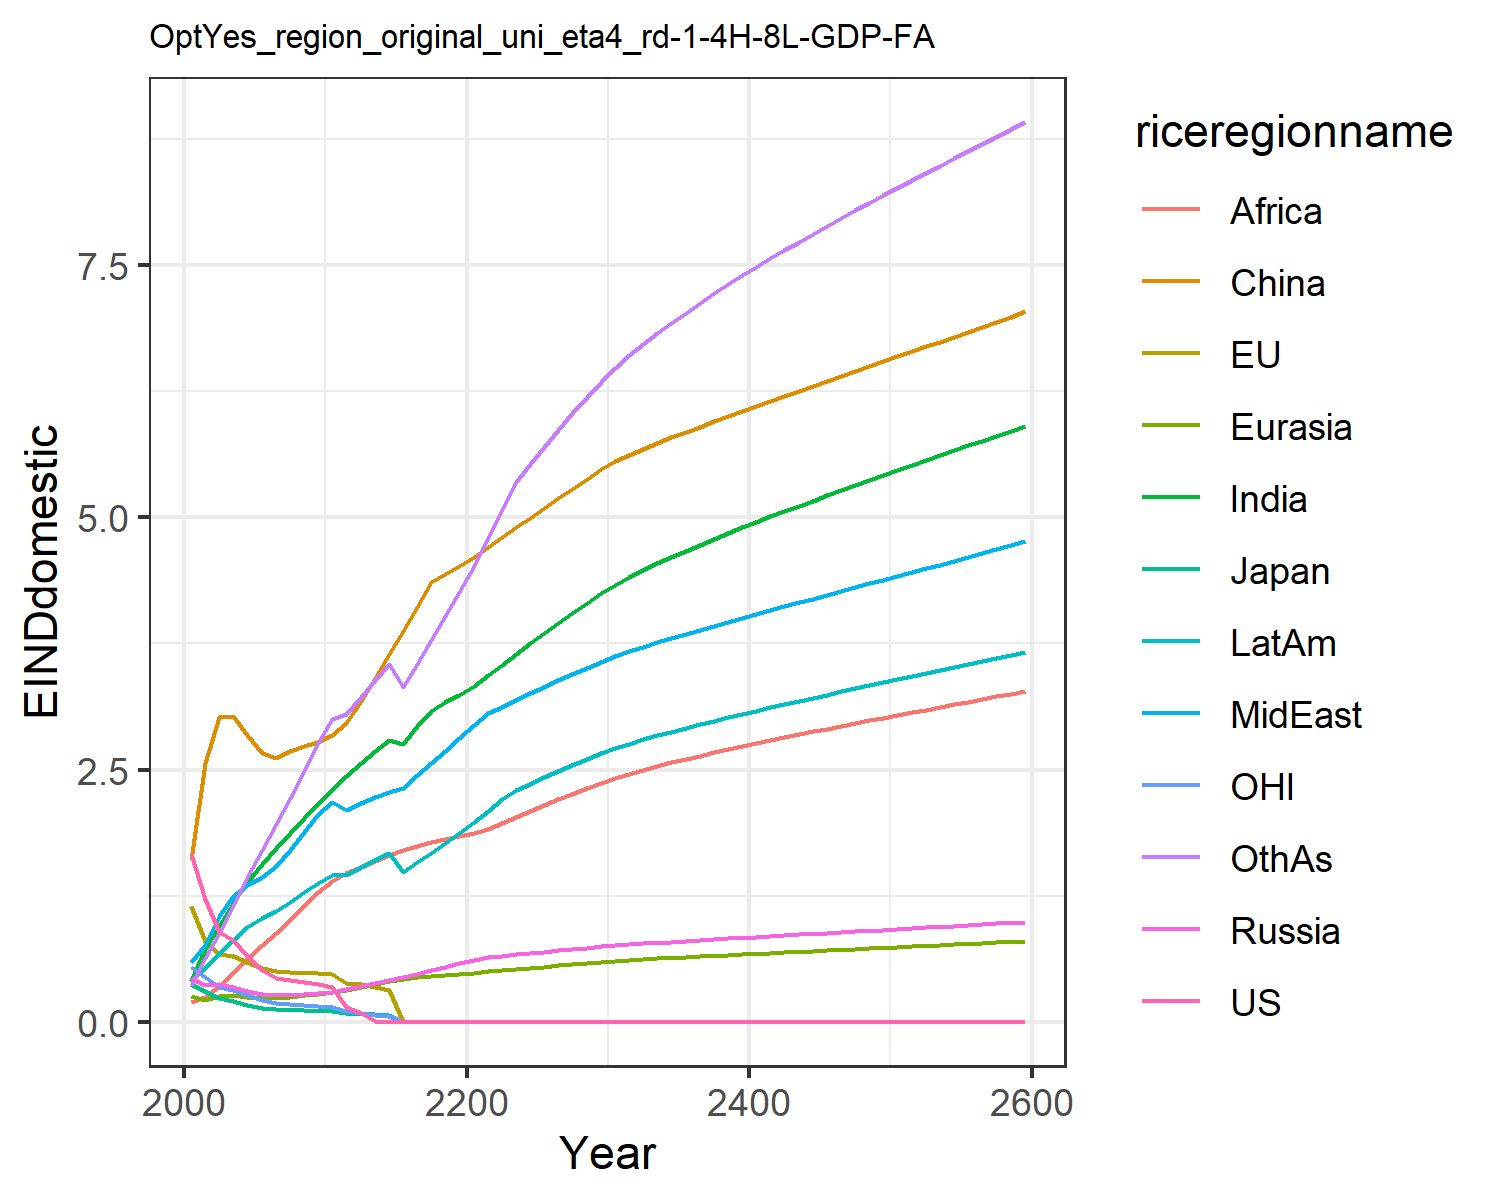 OptYes_region_original_uni_eta4_rd-1-4H-8L-GDP-FA
EINDdomestic
7.5
5.0
2.5
0.0
2000
2200
2400
2600
Year
riceregionname
Africa
China
EU
Eurasia
India
Japan
LatAm
MidEast
OHI
OthAs
Russia
US